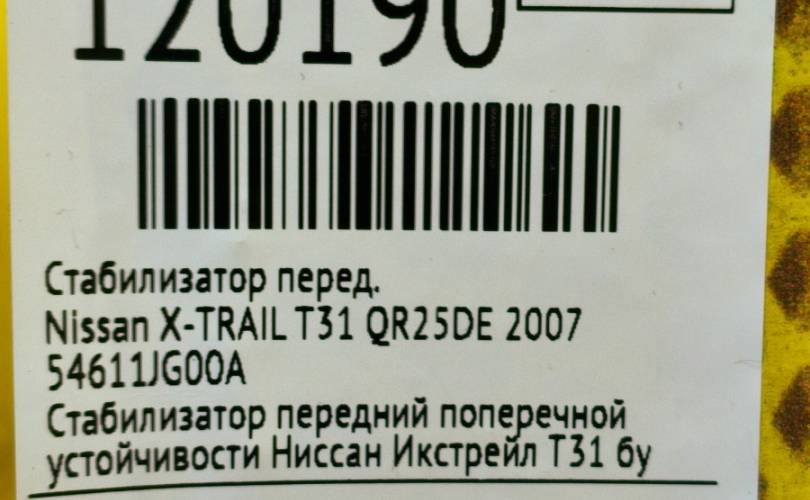 120190
Стабилизатор перед.
Nissan X-TRAIL T31 QR25DE 2007
54611JG00A
Стабилизатор передний поперечной
устойчивости Ниссан Икстрейл Т31 бу